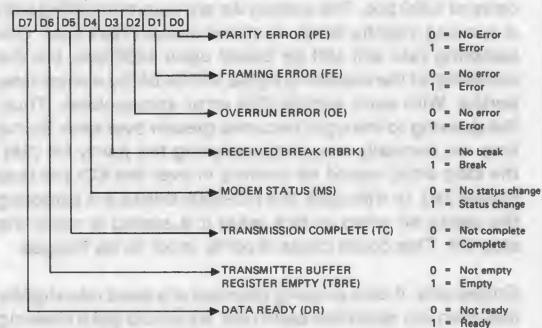 D7 D6 D5 D4 D3 D2 D1 D0
PARITY ERROR (PE) 0 = No Error
1 = Error
FRAMING ERROR (FE) 0 = No error
1 = Error
OVERRUN ERROR (OE) 0 = No error
1 = Error
RECEIVED BREAK (RBRK) 0 = No break
1 = Break
MODEM STATUS (MS) 0 = No status change
1 = Status change
TRANSMISSION COMPLETE (TC) 0 = Not complete
1 = Complete
TRANSMITTER BUFFER 0 = Not empty
REGISTER EMPTY (TBRE) 1 = Empty
DATA READY (DR) 0 = Not ready
1 = Ready